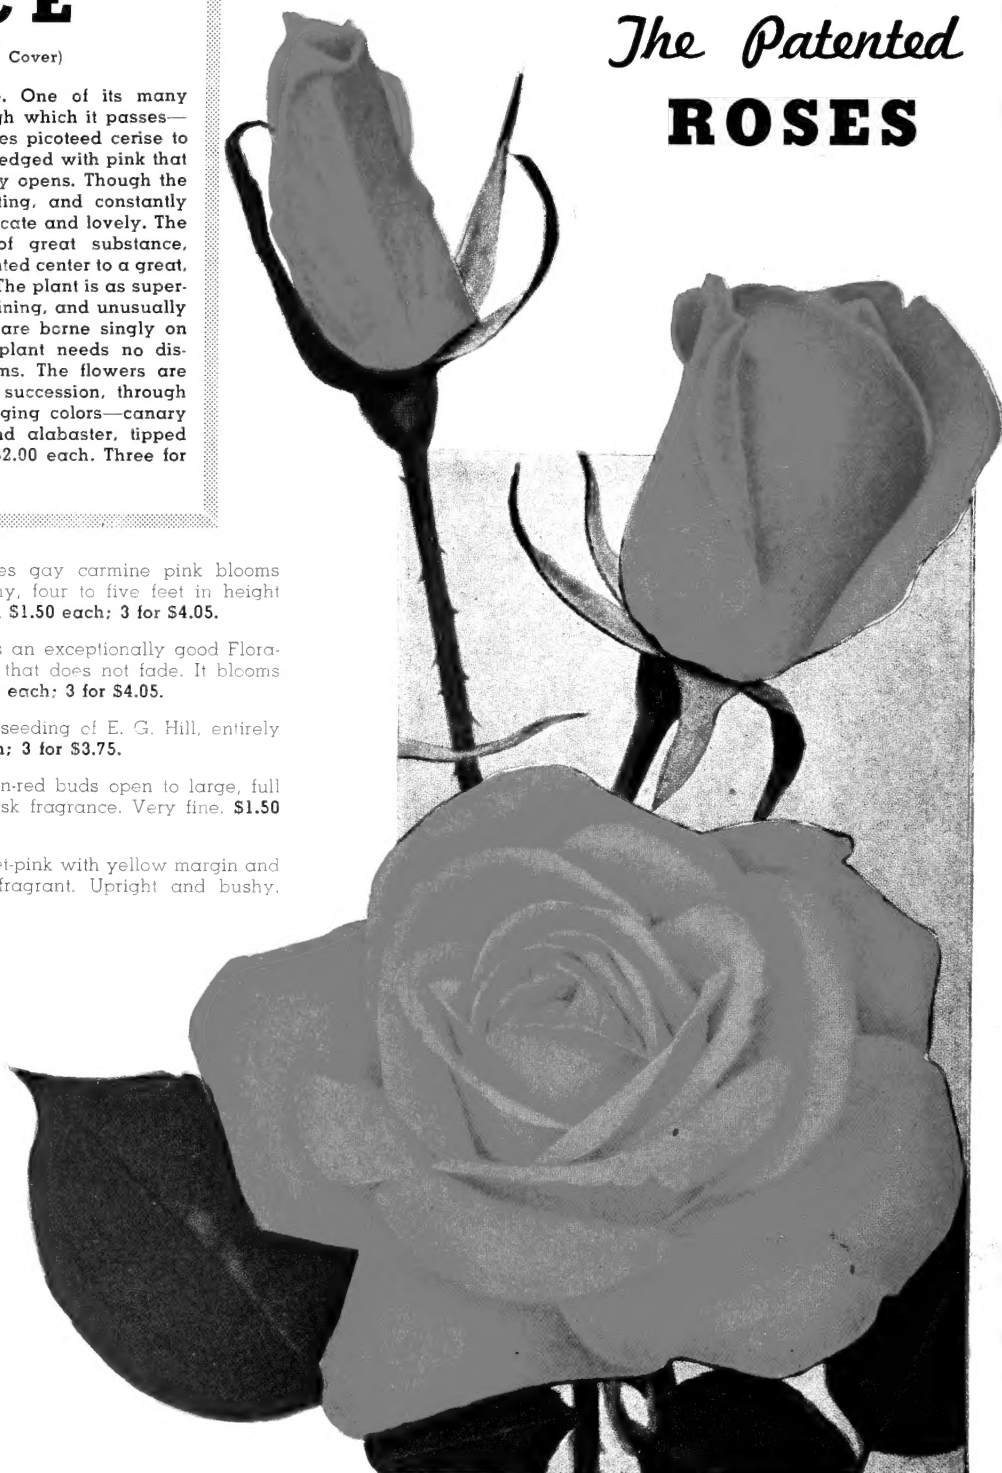 CE
Cover)
One of its many
gh which it passes—
es picoteed cerise to
edged with pink that
y opens. Though the
ting, and constantly
cate and lovely. The
of great substance,
ted center to a great,
The plant is as super-
ining, and unusually
are borne singly on
plant needs no dis-
ms. The flowers are
succession, through
ging colors—canary
nd alabaster, tipped
$2.00 each. Three for
es gay carmine pink blooms
hy, four to five feet in height
$1.50 each; 3 for $4.05.
s an exceptionally good Flora-
that does not fade. It blooms
each; 3 for $4.05.
seeding of E. G. Hill, entirely
h; 3 for $3.75.
n-red buds open to large, full
sk fragrance. Very fine. $1.50
et-pink with yellow margin and
fragrant. Upright and bushy.
The Patented
ROSES